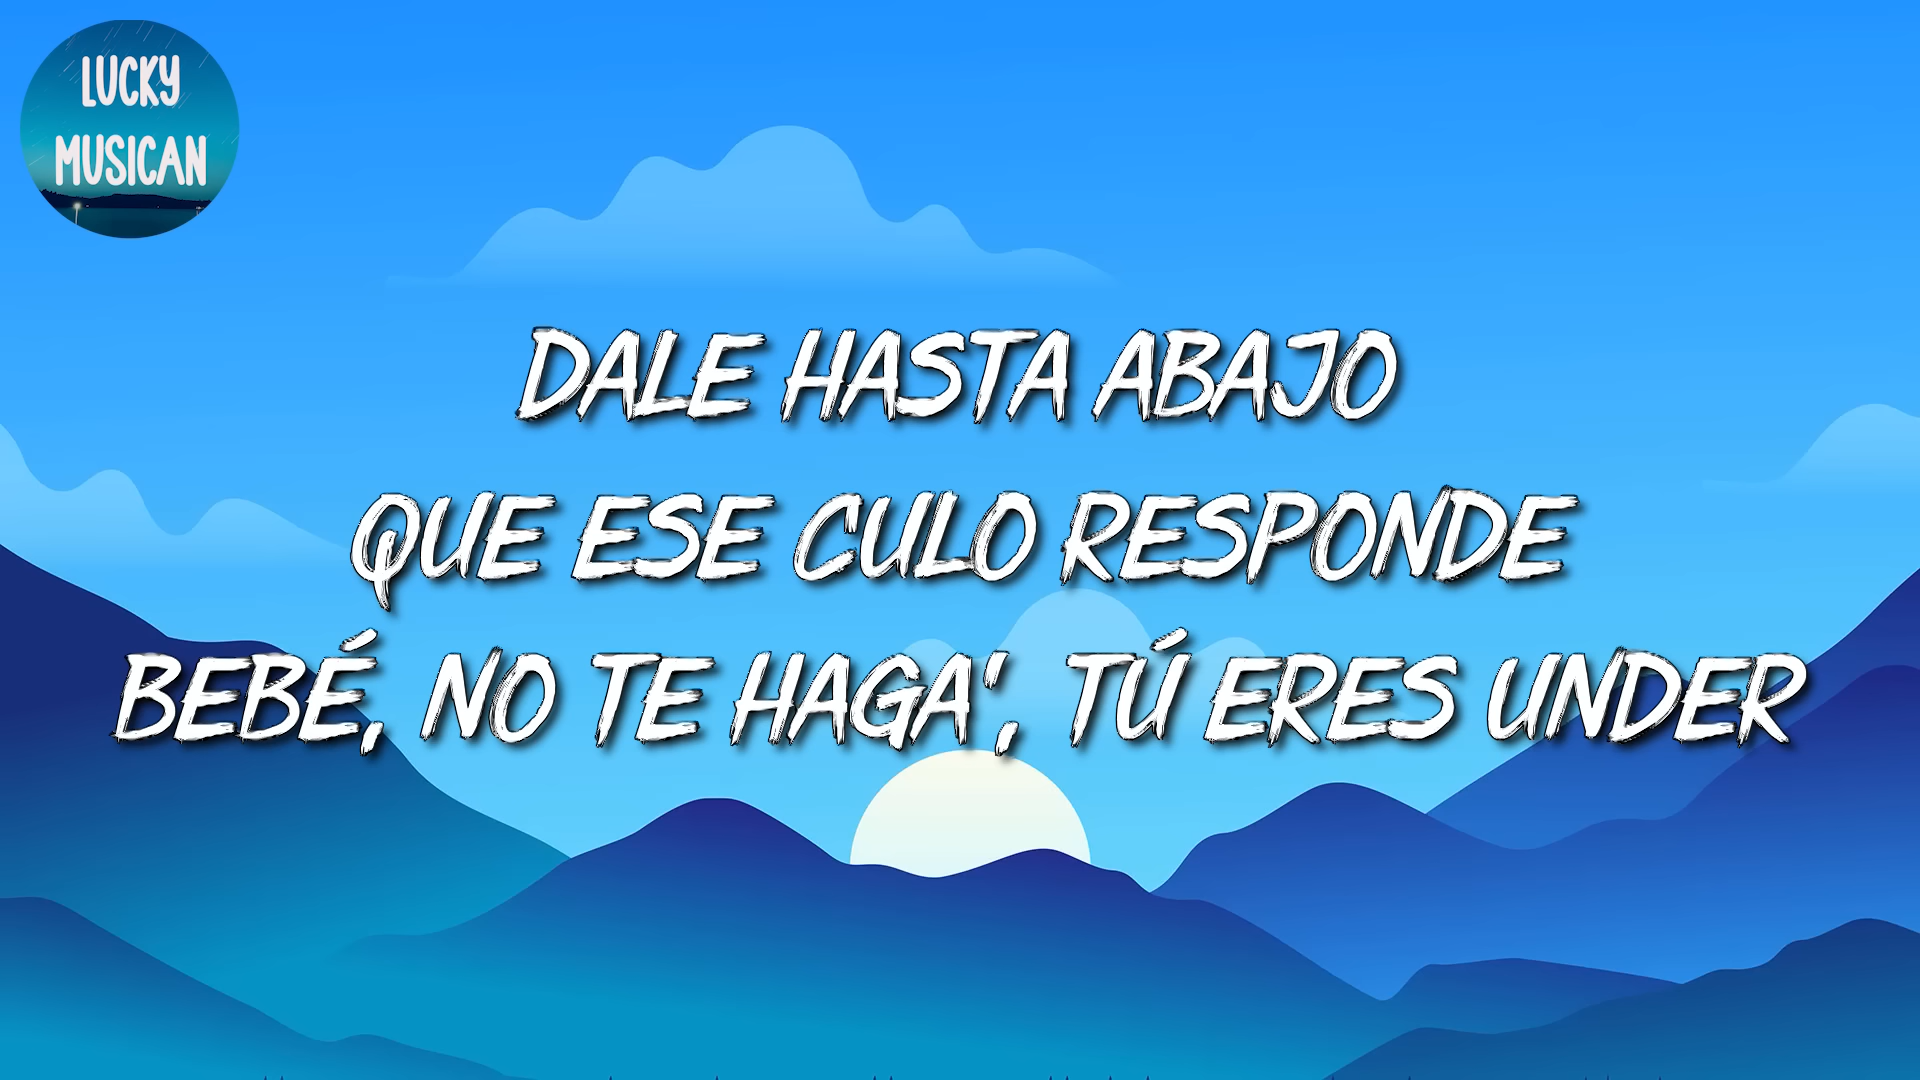 LUCKY
MUSICAN
DALE HASTA ABAJO
QUE ESE CULO RESPONDE
BEBÉ, NO TE HAGA', TÚ ERES UNDER